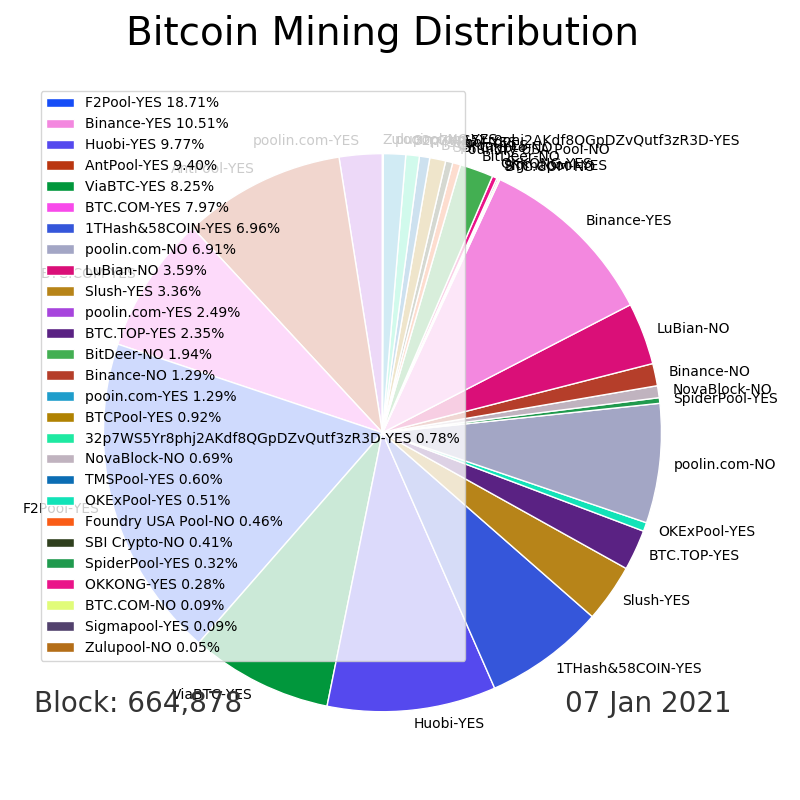 Bitcoin Mining Distribution
F2Pool-YES 18.71%
Binance-YES 10.51%
Huobi-YES 9.77%
AntPool-YES 9.40%
ViaBTC-YES 8.25%
BTC.COM-YES 7.97%
1THash&58COIN-YES 6.96%
poolin.com-NO 6.91%
LuBian-NO 3.59%
Slush-YES 3.36%
poolin.com-YES 2.49%
BTC.TOP-YES 2.35%
BitDeer-NO 1.94%
Binance-NO 1.29%
pooin.com-YES 1.29%
BTCPool-YES 0.92%
32p7WS5Yr8phj2AKdf8QGpDZvQutf3zR3D-YES 0.78%
NovaBlock-NO 0.69%
TMSPool-YES 0.60%
OKExPool-YES 0.51%
Foundry USA Pool-NO 0.46%
SBI Crypto-NO 0.41%
SpiderPool-YES 0.32%
OKKONG-YES 0.28%
BTC.COM-NO 0.09%
Sigmapool-YES 0.09%
Zulupool-NO 0.05%
poolin.com-YES
BitDeer-NO
Binance-YES
LuBian-NO
Binance-NO
NovaBlock-NO
SpiderPool-YES
poolin.com-NO
OKExPool-YES
BTC.TOP-YES
Slush-YES
1THash&58COIN-YES
Huobi-YES
ViaBTC-YES
F2Pool-YES
BTC.COM-YES
AntPool-YES
Block: 664,878
07 Jan 2021